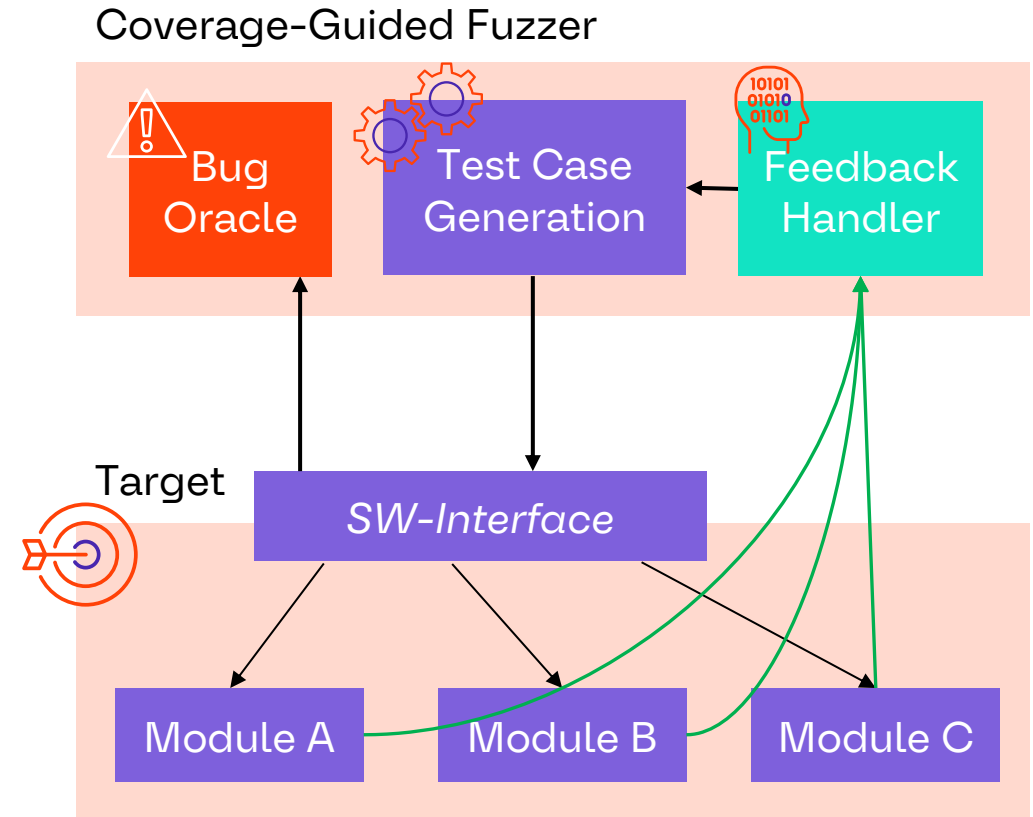 Coverage-Guided Fuzzer
Bug
Oracle
Test Case
Generation
10101
01010
01101
Feedback
Handler
Target
SW-Interface
Module A
Module B
Module C